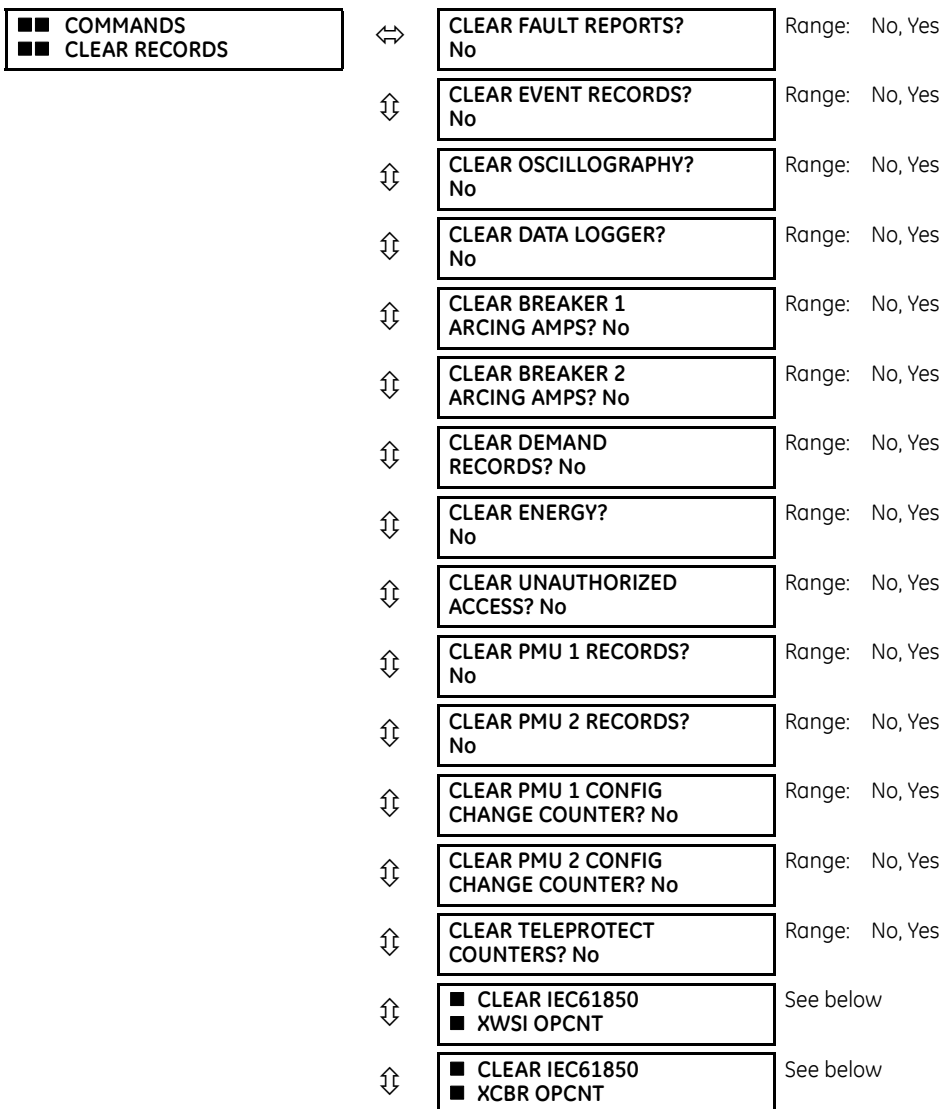 ■■ COMMANDS
■■ CLEAR RECORDS
CLEAR FAULT REPORTS?
No
Range: No, Yes
CLEAR EVENT RECORDS?
No
Range: No, Yes
CLEAR OSCILLOGRAPHY?
No
Range: No, Yes
CLEAR DATA LOGGER?
No
Range: No, Yes
CLEAR BREAKER 1
ARCING AMPS? No
Range: No, Yes
CLEAR BREAKER 2
ARCING AMPS? No
Range: No, Yes
CLEAR DEMAND
RECORDS? No
Range: No, Yes
CLEAR ENERGY?
No
Range: No, Yes
CLEAR UNAUTHORIZED
ACCESS? No
Range: No, Yes
CLEAR PMU 1 RECORDS?
No
Range: No, Yes
CLEAR PMU 2 RECORDS?
No
Range: No, Yes
CLEAR PMU 1 CONFIG
CHANGE COUNTER? No
Range: No, Yes
CLEAR PMU 2 CONFIG
CHANGE COUNTER? No
Range: No, Yes
CLEAR TELEPROTECT
COUNTERS? No
Range: No, Yes
■ CLEAR IEC61850
■ XWSI OPCNT
See below
■ CLEAR IEC61850
■ XCBR OPCNT
See below